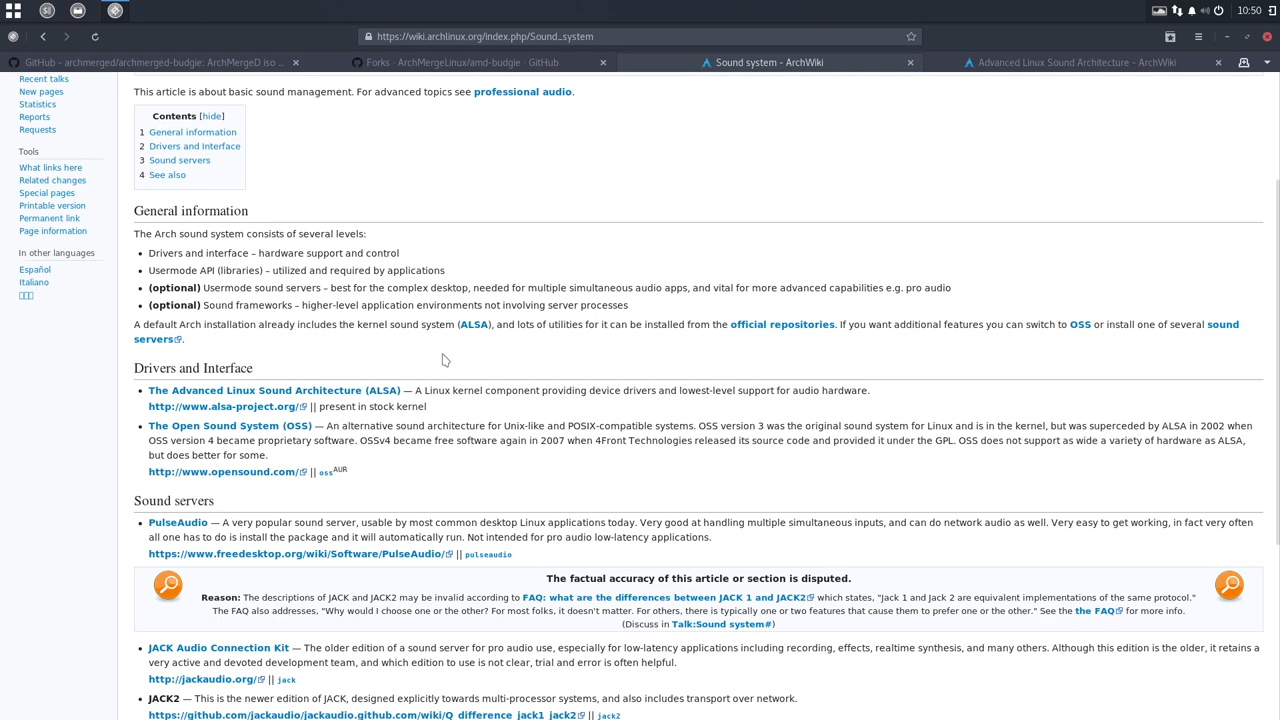 10:50
https://wiki.archlinux.org/index.php/Sound_system
GitHub - archmerged/archmerged-budgie: ArchMergeD iso ...
Forks · ArchMergeLinux/amd-budgie · GitHub
Sound system - ArchWiki
Advanced Linux Sound Architecture - ArchWiki
Recent talks
New pages
Statistics
Reports
Requests
Tools
What links here
Related changes
Special pages
Printable version
Permanent link
Page information
In other languages
Español
Italiano
This article is about basic sound management. For advanced topics see professional audio.
Contents [hide]
1 General information
2 Drivers and Interface
3 Sound servers
4 See also
General information
The Arch sound system consists of several levels:
• Drivers and interface – hardware support and control
• Usermode API (libraries) – utilized and required by applications
• (optional) Usermode sound servers – best for the complex desktop, needed for multiple simultaneous audio apps, and vital for more advanced capabilities e.g. pro audio
• (optional) Sound frameworks – higher-level application environments not involving server processes
A default Arch installation already includes the kernel sound system (ALSA), and lots of utilities for it can be installed from the official repositories. If you want additional features you can switch to OSS or install one of several sound
servers.
Drivers and Interface
• The Advanced Linux Sound Architecture (ALSA) — A Linux kernel component providing device drivers and lowest-level support for audio hardware.
http://www.alsa-project.org/ || present in stock kernel
• The Open Sound System (OSS) — An alternative sound architecture for Unix-like and POSIX-compatible systems. OSS version 3 was the original sound system for Linux and is in the kernel, but was superceded by ALSA in 2002 when
OSS version 4 became proprietary software. OSSv4 became free software again in 2007 when 4Front Technologies released its source code and provided it under the GPL. OSS does not support as wide a variety of hardware as ALSA,
but does better for some.
http://www.opensound.com/ || ossAUR
Sound servers
• PulseAudio — A very popular sound server, usable by most common desktop Linux applications today. Very good at handling multiple simultaneous inputs, and can do network audio as well. Very easy to get working, in fact very often
all one has to do is install the package and it will automatically run. Not intended for pro audio low-latency applications.
https://www.freedesktop.org/wiki/Software/PulseAudio/ || pulseaudio
The factual accuracy of this article or section is disputed.
Reason: The descriptions of JACK and JACK2 may be invalid according to FAQ: what are the differences between JACK 1 and JACK2 which states, "Jack 1 and Jack 2 are equivalent implementations of the same protocol."
The FAQ also addresses, "Why would I choose one or the other? For most folks, it doesn't matter. For others, there is typically one or two features that cause them to prefer one or the other." See the the FAQ for more info.
(Discuss in Talk:Sound system#)
• JACK Audio Connection Kit — The older edition of a sound server for pro audio use, especially for low-latency applications including recording, effects, realtime synthesis, and many others. Although this edition is the older, it retains a
very active and devoted development team, and which edition to use is not clear, trial and error is often helpful.
http://jackaudio.org/ || jack
• JACK2 — This is the newer edition of JACK, designed explicitly towards multi-processor systems, and also includes transport over network.
https://github.com/jackaudio/jackaudio.github.com/wiki/Q_difference_jack1_jack2 || jack2